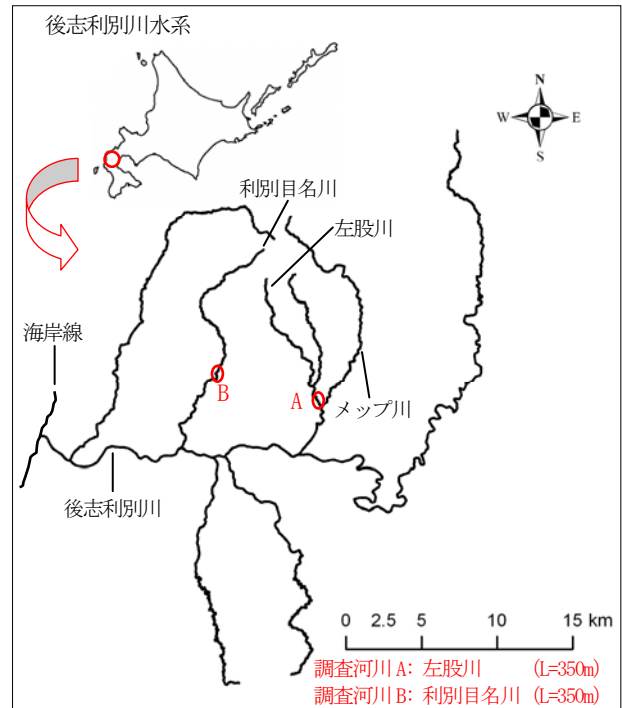 後志利別川水系
N
W E
S
利別目名川
左股川
海岸線
B
A
メップ川
後志利別川
0 2.5 5 10 15 km
調査河川 A: 左股川 (L=350m)
調査河川 B: 利別目名川 (L=350m)